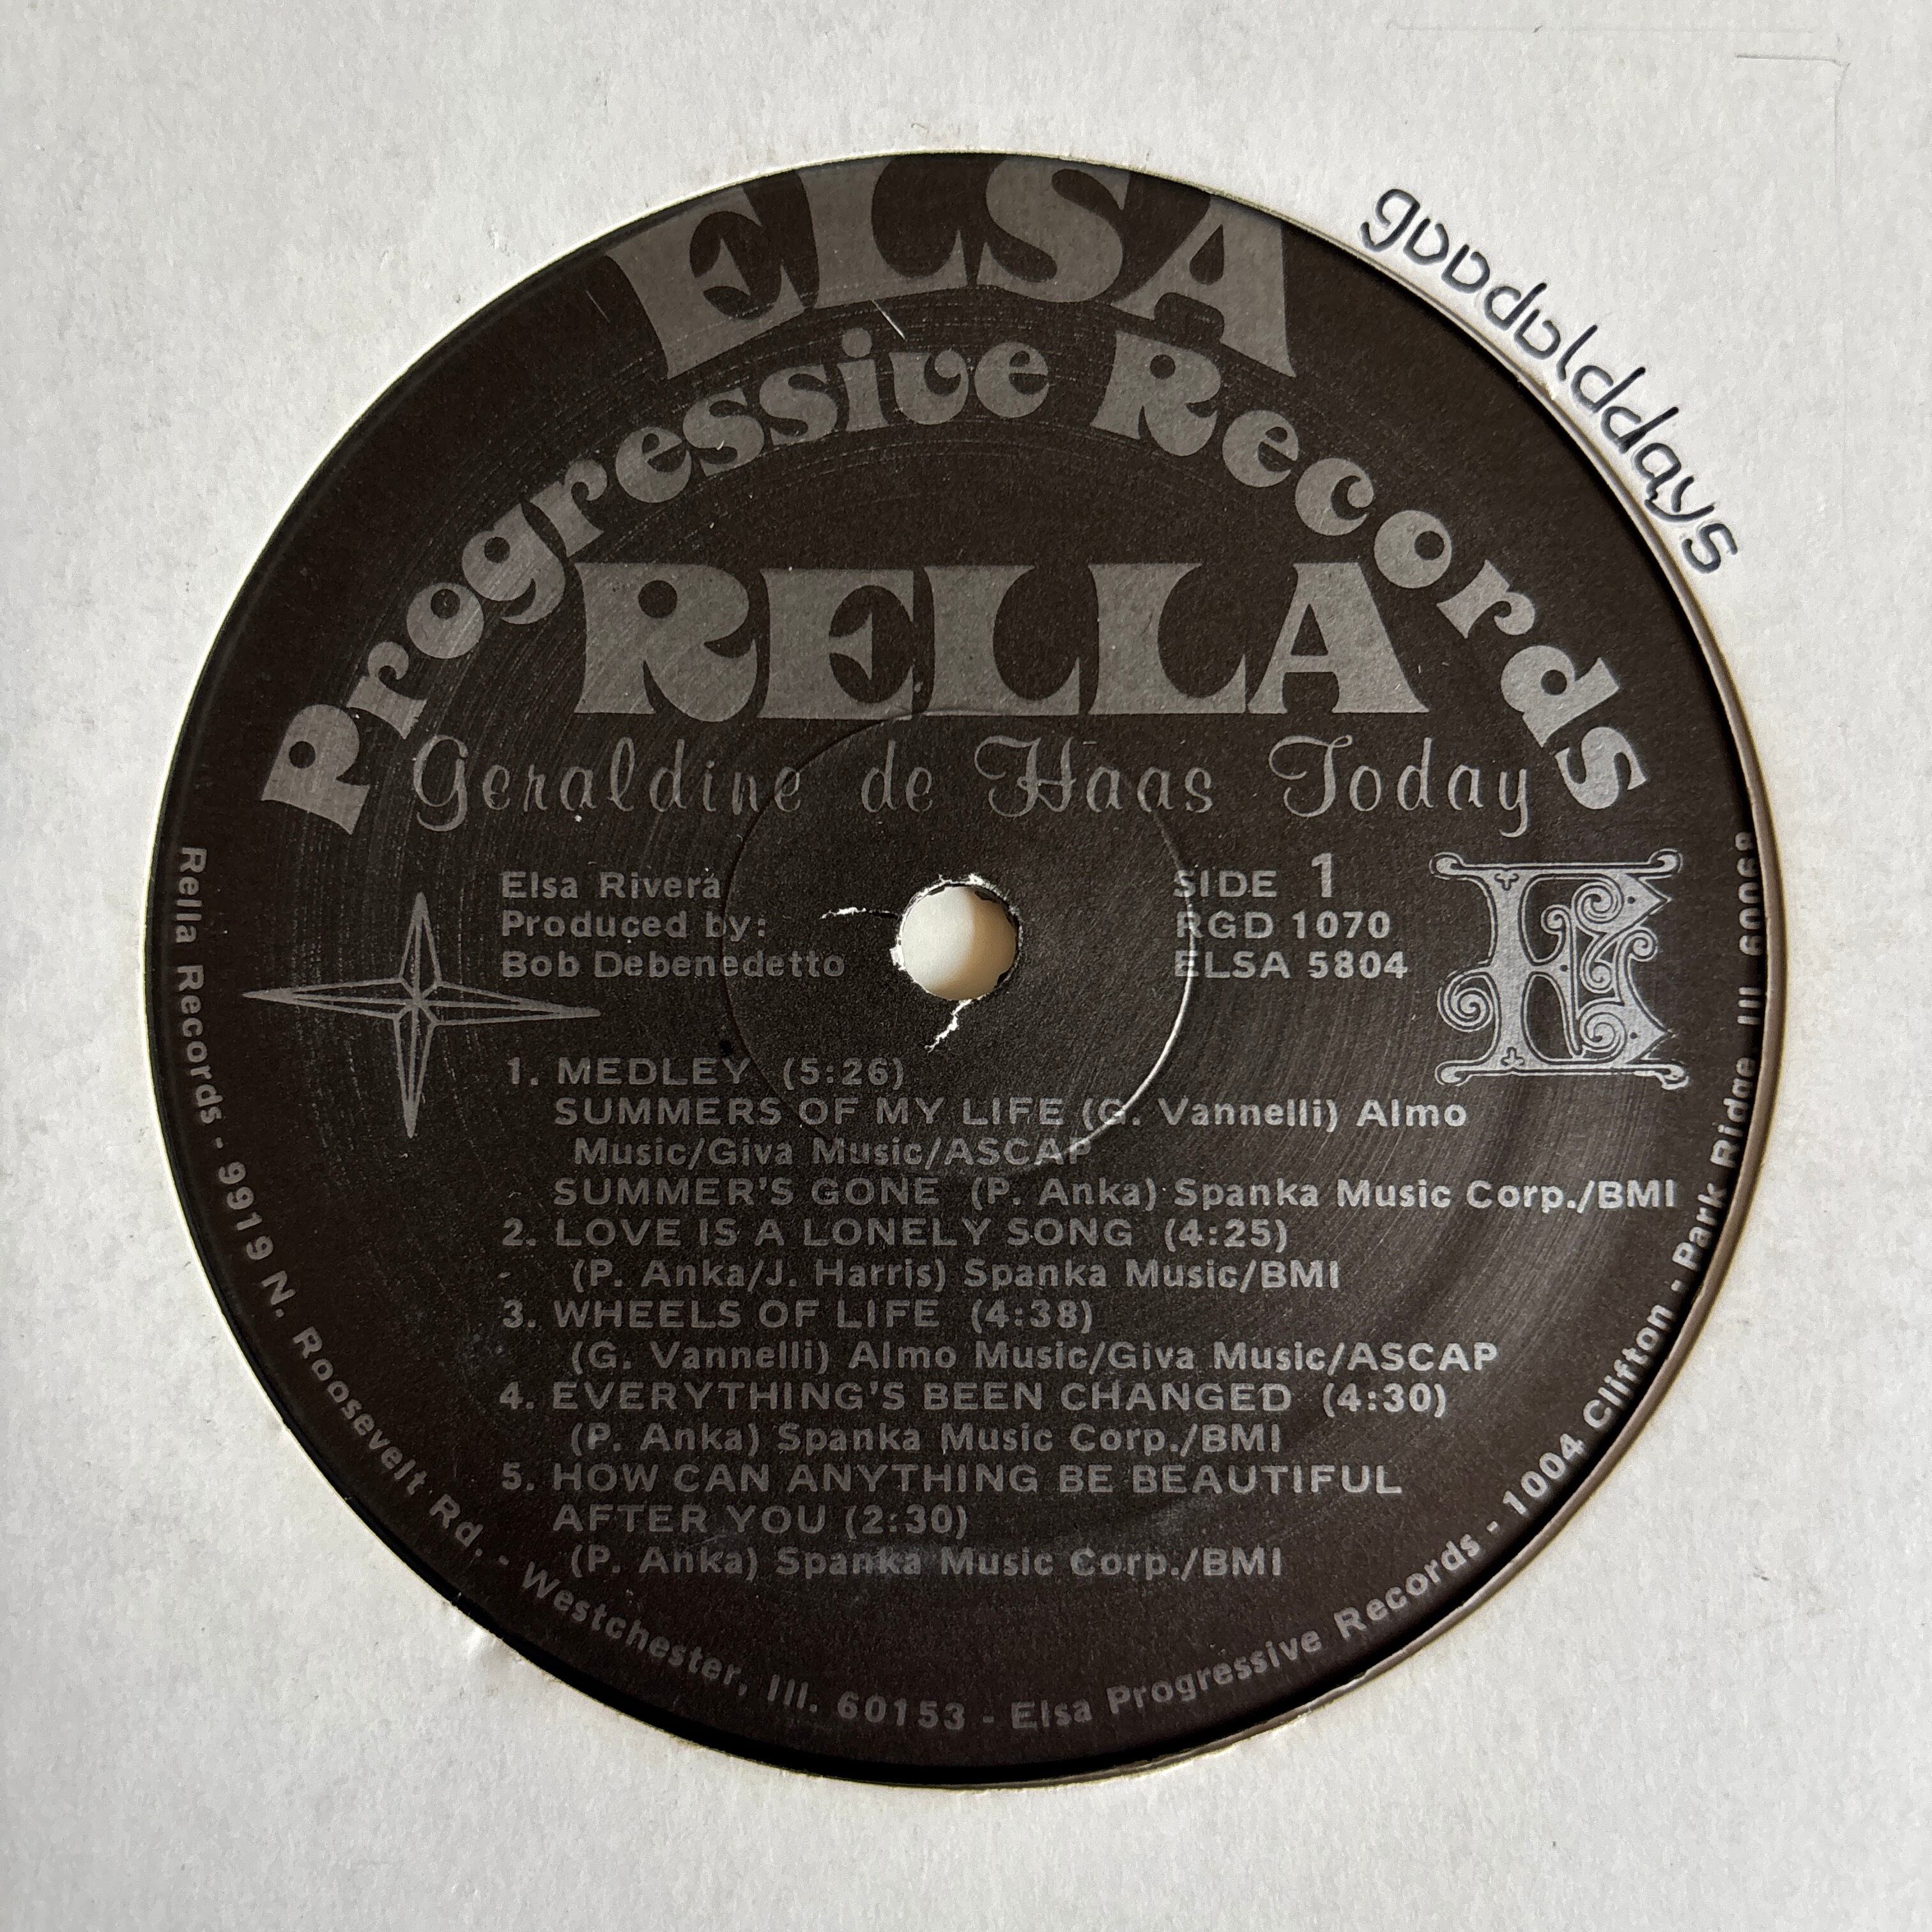 ELSA
Progressive Records
RELLA
Geraldine de Haas Today
Elsa Rivera
Produced by:
Bob Debenedetto
SIDE 1
RGD 1070
ELSA 5804
E
1. MEDLEY (5:26)
SUMMERS OF MY LIFE (G. Vannelli) Almo
Music/Giva Music/ASCAP
SUMMER'S GONE (P. Anka) Spanka Music Corp./BMI
2. LOVE IS A LONELY SONG (4:25)
(P. Anka/J. Harris) Spanka Music/BMI
3. WHEELS OF LIFE (4:38)
(G. Vannelli) Almo Music/Giva Music/ASCAP
4. EVERYTHING'S BEEN CHANGED (4:30)
(P. Anka) Spanka Music Corp./BMI
5. HOW CAN ANYTHING BE BEAUTIFUL
AFTER YOU (2:30)
(P. Anka) Spanka Music Corp./BMI
Rella Records - 9919 N. Roosevelt Rd. - Westchester, Ill. 60153 - Elsa Progressive Records - 1004 Clifton - Park Ridge Ill 60068
goodolddays